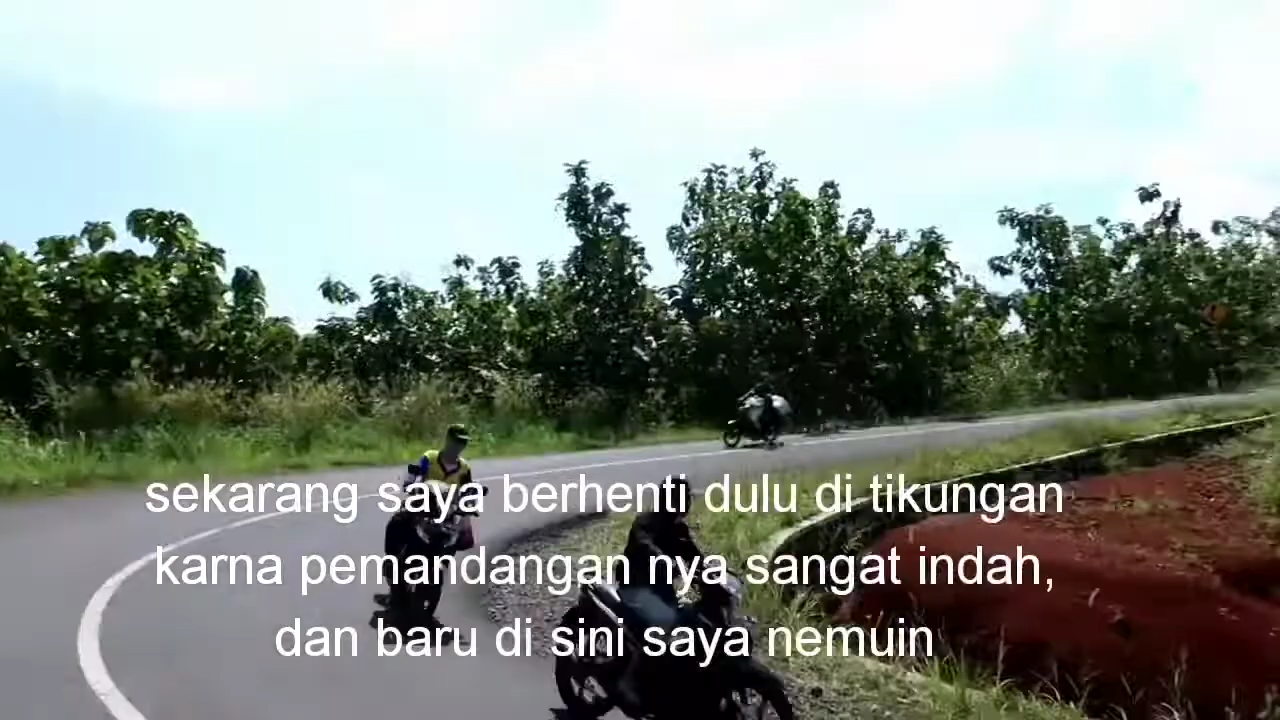 sekarang saya berhenti dulu di tikungan
karna pemandangan nya sangat indah,
dan baru di sini saya nemuin